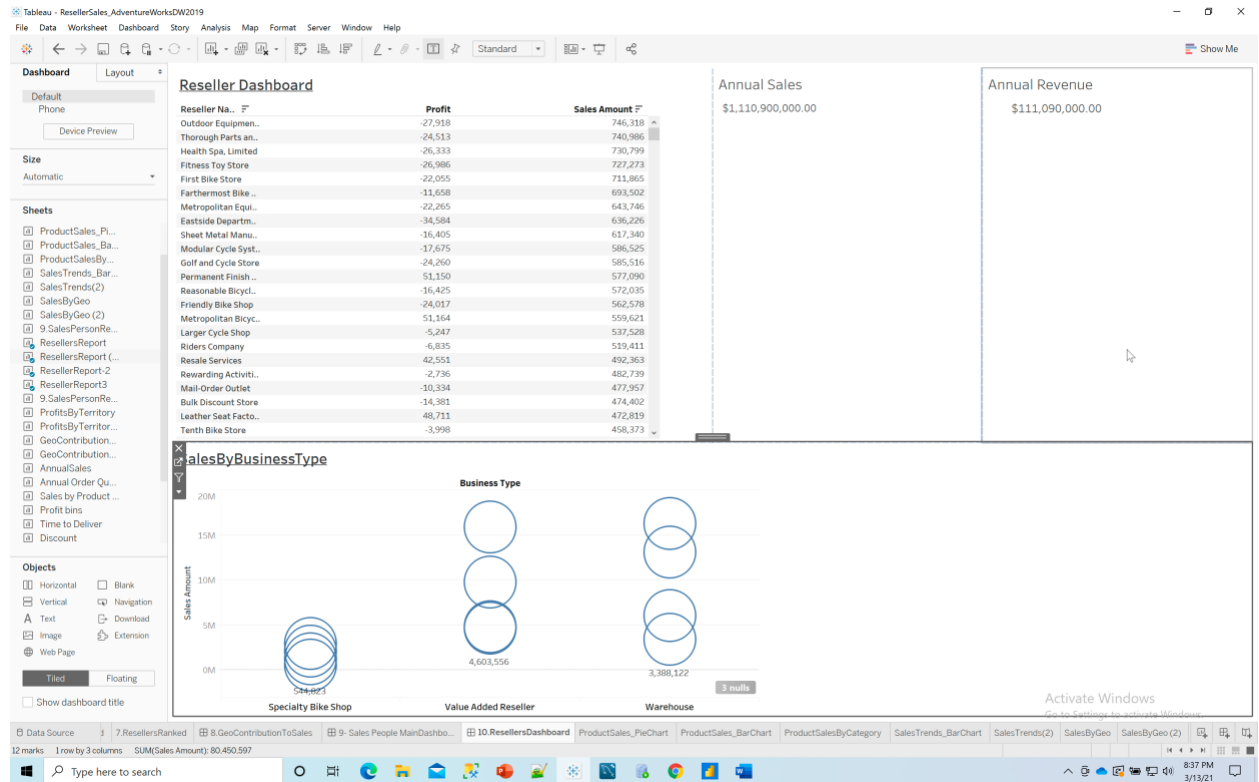 Tableau - ResellerSales_AdventureWorksDW2019
File Data Worksheet Dashboard Story Analysis Map Format Server Window Help
Standard
Show Me
Dashboard Layout
Default
Phone
Device Preview
Size
Automatic
Sheets
ProductSales_Pi...
ProductSales_Ba...
ProductSalesBy...
SalesTrends_Bar...
SalesTrends(2)
SalesByGeo
SalesByGeo (2)
9.SalesPersonRe...
ResellersReport
ResellersReport (...
ResellerReport-2
ResellerReport3
9.SalesPersonRe...
ProfitsByTerritory
ProfitsByTerritor...
GeoContribution...
GeoContribution...
AnnualSales
Annual Order Qu...
Sales by Product ...
Profit bins
Time to Deliver
Discount
Objects
Horizontal Blank
Vertical Navigation
Text Download
Image Extension
Web Page
Tiled Floating
Show dashboard title
Reseller Dashboard
Reseller Na.. Profit Sales Amount
Outdoor Equipmen.. -27,918 746,318
Thorough Parts an.. -24,513 740,986
Health Spa, Limited -26,333 730,799
Fitness Toy Store -26,986 727,273
First Bike Store -22,055 711,865
Farthermost Bike .. -11,658 693,502
Metropolitan Equi.. -22,265 643,746
Eastside Departm.. -34,584 636,226
Sheet Metal Manu.. -16,405 617,340
Modular Cycle Syst.. -17,675 586,525
Golf and Cycle Store -24,260 585,516
Permanent Finish .. 51,150 577,090
Reasonable Bicycl.. -16,425 572,035
Friendly Bike Shop -24,017 562,578
Metropolitan Bicyc.. 51,164 559,621
Larger Cycle Shop -5,247 537,528
Riders Company -6,835 519,411
Resale Services 42,551 492,363
Rewarding Activiti.. -2,736 482,739
Mail-Order Outlet -10,334 477,957
Bulk Discount Store -14,381 474,402
Leather Seat Facto.. 48,711 472,819
Tenth Bike Store -3,998 458,373
Annual Sales
$1,110,900,000.00
Annual Revenue
$111,090,000.00
alesByBusinessType
Business Type
20M
15M
10M
5M
0M
Sales Amount
544,823
4,603,556
3,388,122
3 nulls
Specialty Bike Shop Value Added Reseller Warehouse
Activate Windows
Go to Settings to activate Windows.
Data Source 7.ResellersRanked 8.GeoContributionToSales 9- Sales People MainDashbo... 10.ResellersDashboard ProductSales_PieChart ProductSales_BarChart ProductSalesByCategory SalesTrends_BarChart SalesTrends(2) SalesByGeo SalesByGeo (2)
12 marks 1 row by 3 columns SUM(Sales Amount): 80,450.597
Type here to search
8:37 PM
3/13/21